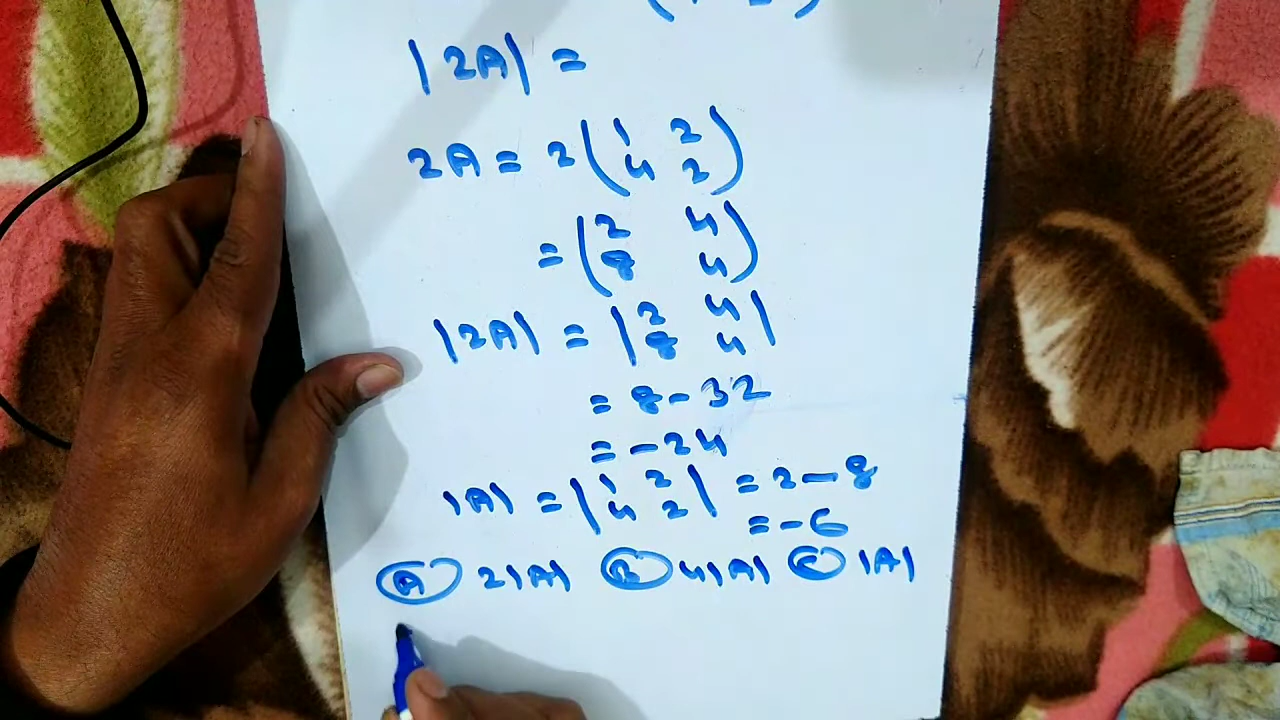 |2A| =
2A = 2(1 2
4 2)
= (2 4
8 4)
|2A| = |2 4
8 4|
= 8 - 32
= -24
|A| = |1 2
4 2| = 2 - 8
= -6
(A) 2|A| (B) 4|A| (C) |A|